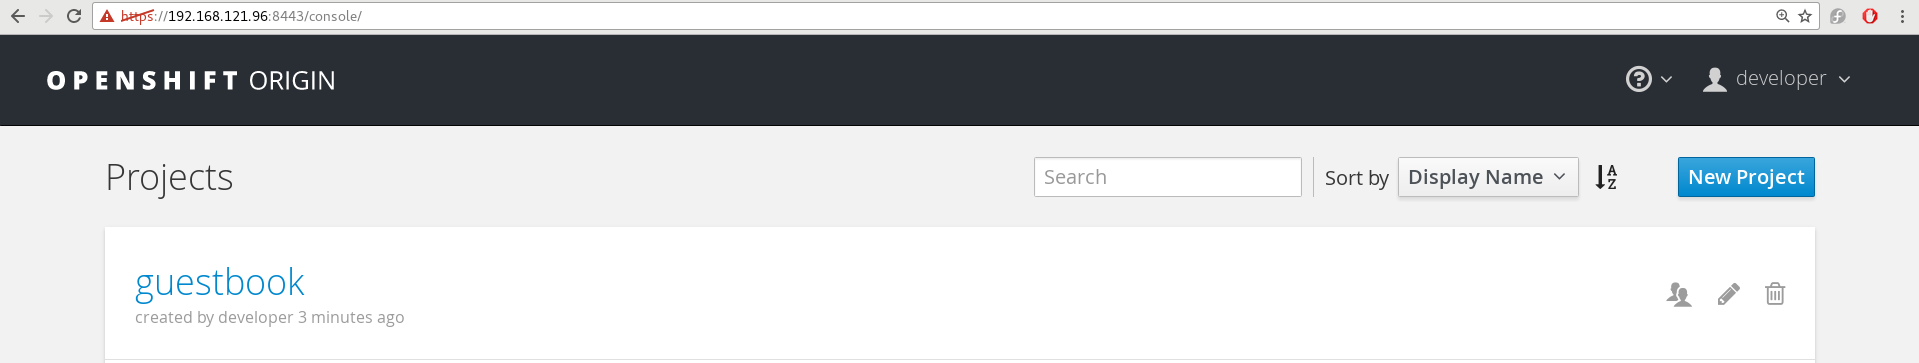 https://192.168.121.96:8443/console/
OPENSHIFT ORIGIN
? developer
Projects
Search
Sort by Display Name A Z
New Project
guestbook
created by developer 3 minutes ago